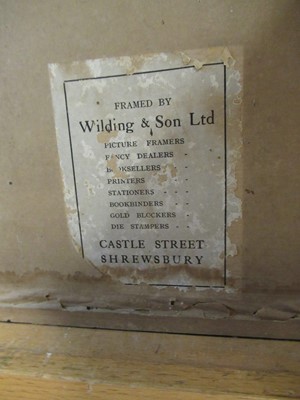 FRAMED BY
Wilding & Son Ltd
PICTURE FRAMERS
FANCY DEALERS -
BOOKSELLERS - -
PRINTERS - -
STATIONERS - - -
BOOKBINDERS - -
GOLD BLOCKERS -
DIE STAMPERS - -
CASTLE STREET
SHREWSBURY